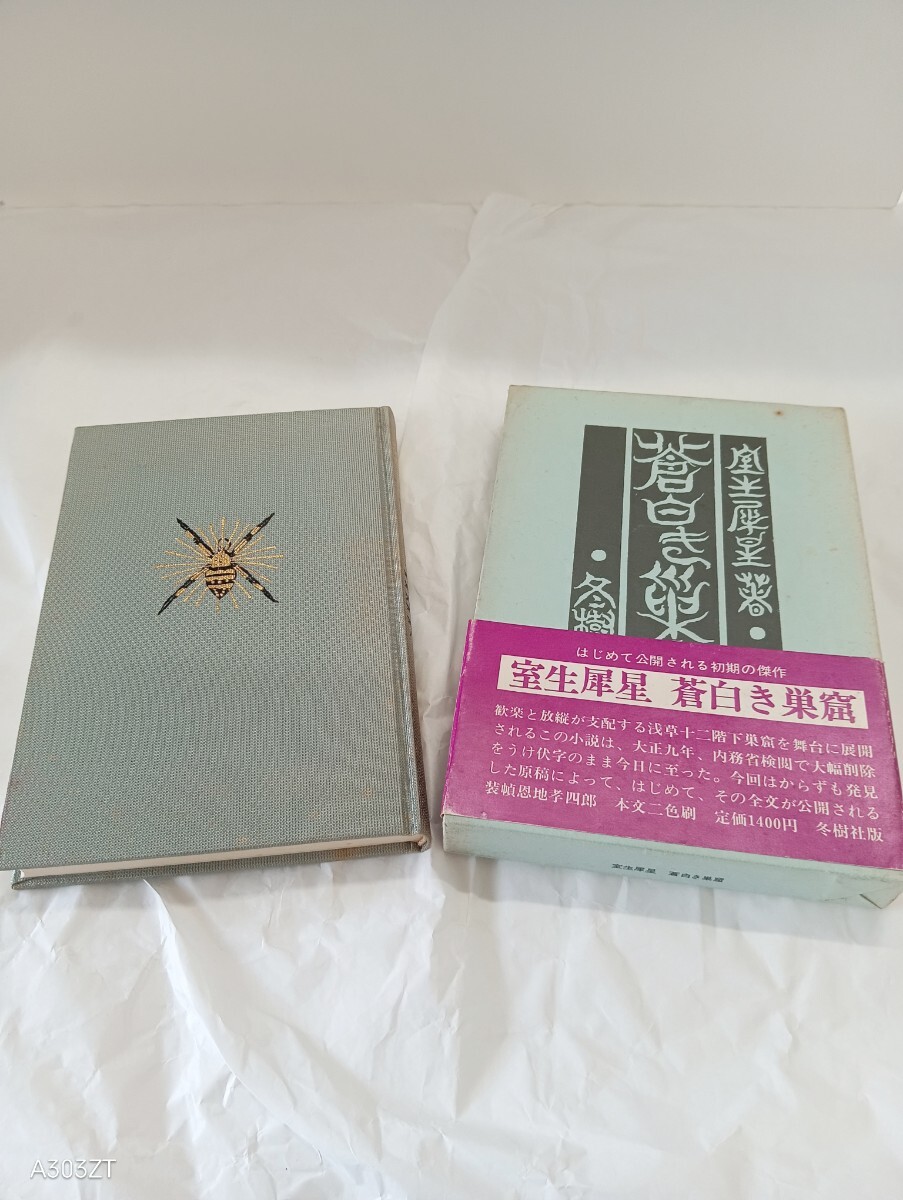 室生犀星 著
蒼白き巣
冬樹
はじめて公開される初期の傑作
室生犀星 蒼白き巣窟
歓楽と放縦が支配する浅草十二階下巣窟を舞台に展開
されるこの小説は、大正九年、内務省検閲で大幅削除
をうけ伏字のまま今日に至った。今回はからずも発見
した原稿によって、はじめて、その全文が公開される
装幀恩地孝四郎 本文二色刷 定価1400円 冬樹社版
室生犀星 蒼白き巣窟
A303ZT